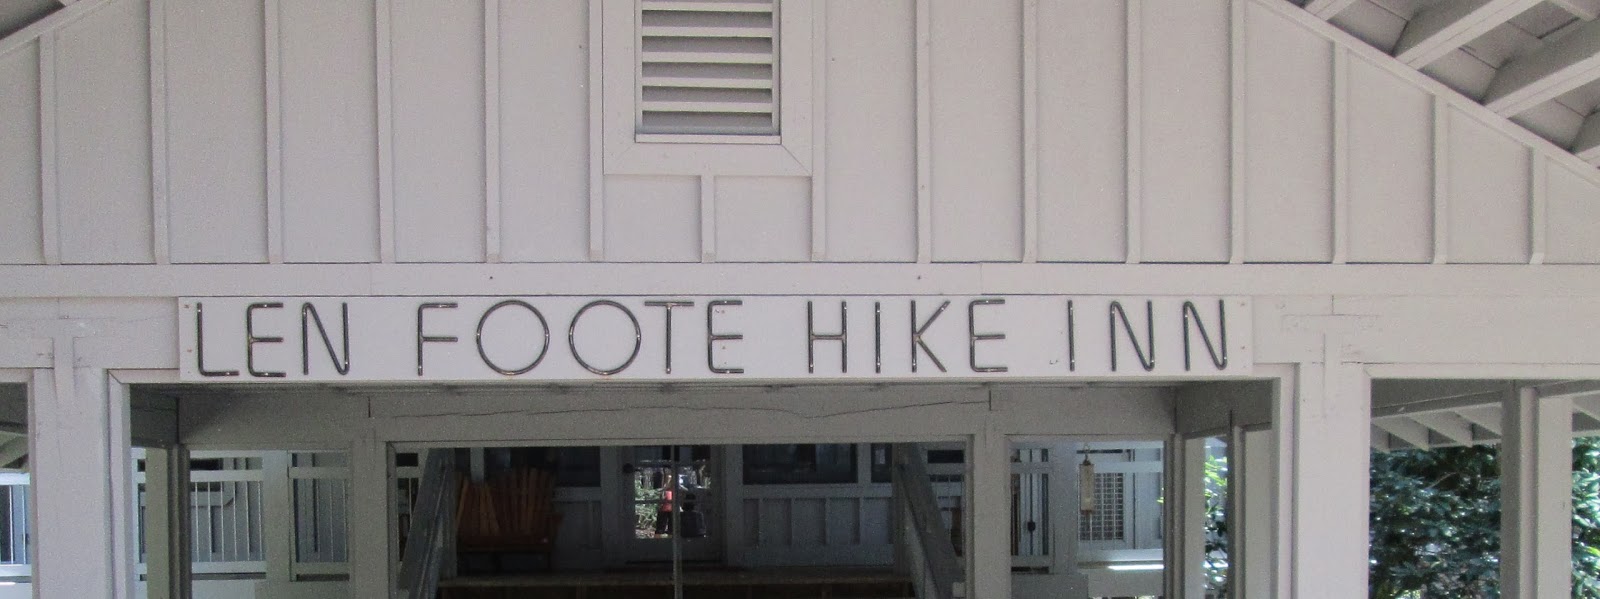 LEN FOOTE HIKE INN